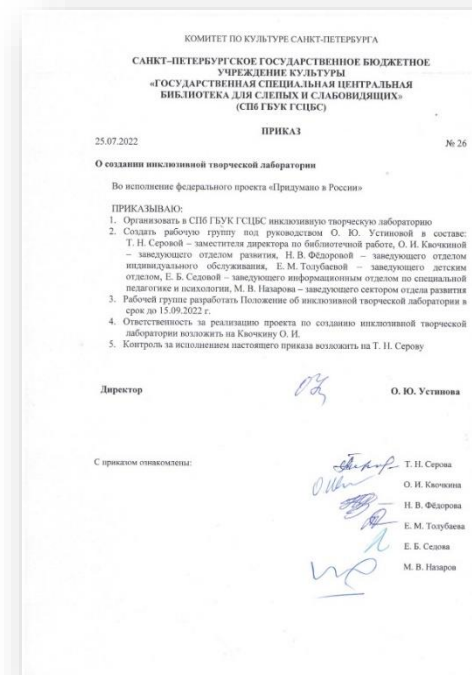 КОМИТЕТ ПО КУЛЬТУРЕ САНКТ-ПЕТЕРБУРГА
САНКТ–ПЕТЕРБУРГСКОЕ ГОСУДАРСТВЕННОЕ БЮДЖЕТНОЕ
УЧРЕЖДЕНИЕ КУЛЬТУРЫ
«ГОСУДАРСТВЕННАЯ СПЕЦИАЛЬНАЯ ЦЕНТРАЛЬНАЯ
БИБЛИОТЕКА ДЛЯ СЛЕПЫХ И СЛАБОВИДЯЩИХ»
(СПб ГБУК ГСЦБС)
ПРИКАЗ
25.07.2022 № 26
О создании инклюзивной творческой лаборатории
Во исполнение федерального проекта «Придумано в России»
ПРИКАЗЫВАЮ:
1. Организовать в СПб ГБУК ГСЦБС инклюзивную творческую лабораторию
2. Создать рабочую группу под руководством О. Ю. Устиновой в составе:
Т. Н. Серовой – заместителя директора по библиотечной работе, О. И. Квочкиной
– заведующего отделом развития, Н. В. Фёдоровой – заведующего отделом
индивидуального обслуживания, Е. М. Толубаевой – заведующего детским
отделом, Е. Б. Седовой – заведующего информационным отделом по специальной
педагогике и психологии, М. В. Назарова – заведующего сектором отдела развития
3. Рабочей группе разработать Положение об инклюзивной творческой лаборатории в
срок до 15.09.2022 г.
4. Ответственность за реализацию проекта по созданию инклюзивной творческой
лаборатории возложить на Квочкину О. И.
5. Контроль за исполнением настоящего приказа возложить на Т. Н. Серову
Директор О. Ю. Устинова
С приказом ознакомлены: Т. Н. Серова
О. И. Квочкина
Н. В. Фёдорова
Е. М. Толубаева
Е. Б. Седова
М. В. Назаров